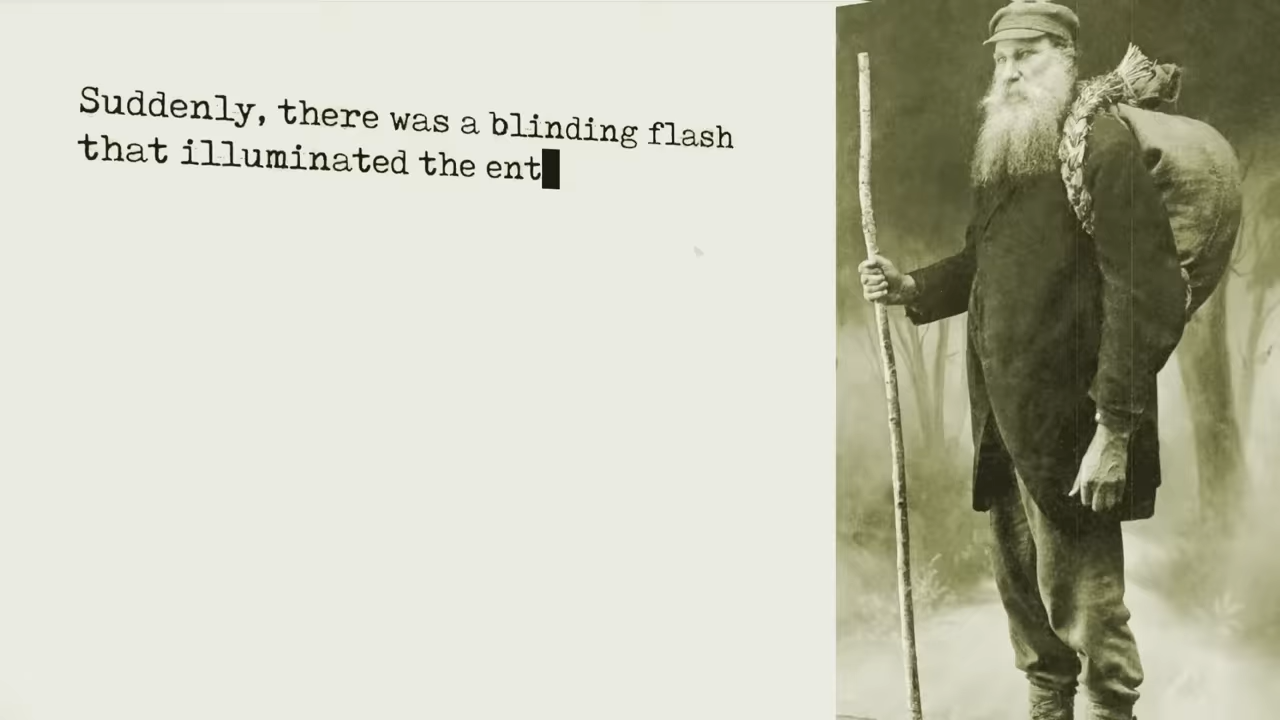 Suddenly, there was a blinding flash
that illuminated the ent